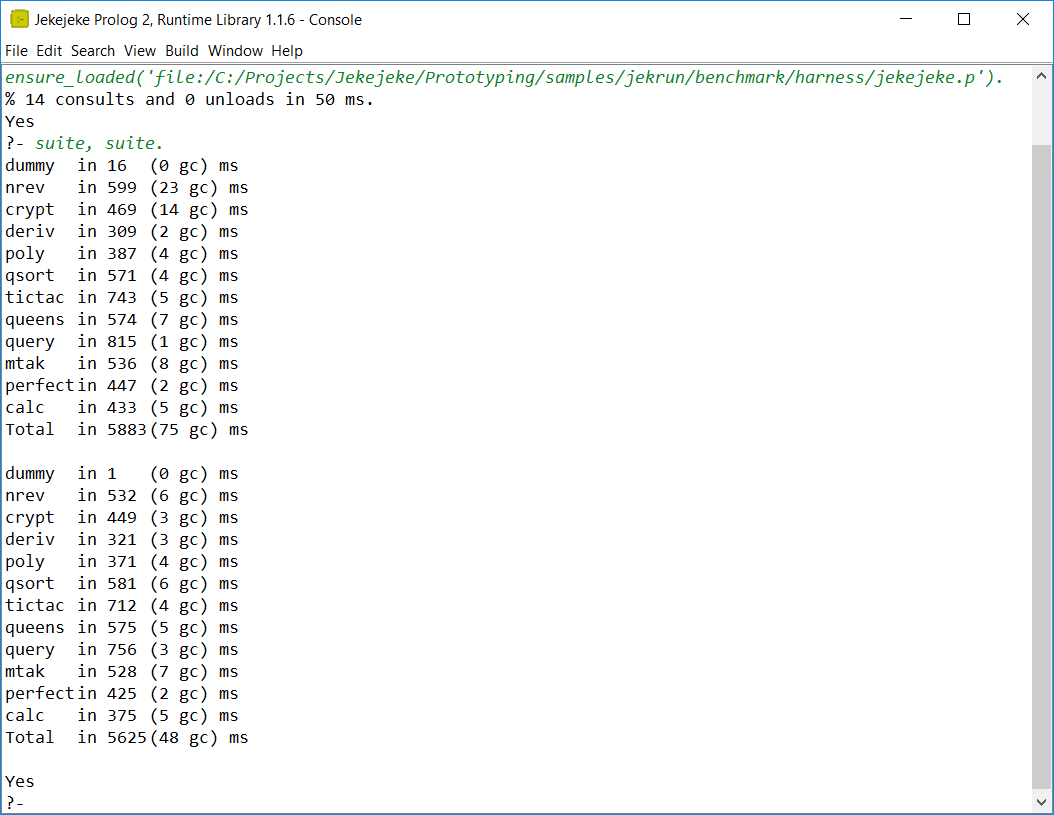 Jekejeke Prolog 2, Runtime Library 1.1.6 - Console
File Edit Search View Build Window Help
ensure_loaded('file:/C:/Projects/Jekejeke/Prototyping/samples/jekrun/benchmark/harness/jekejeke.p').
% 14 consults and 0 unloads in 50 ms.
Yes
?- suite, suite.
dummy in 16 (0 gc) ms
nrev in 599 (23 gc) ms
crypt in 469 (14 gc) ms
deriv in 309 (2 gc) ms
poly in 387 (4 gc) ms
qsort in 571 (4 gc) ms
tictac in 743 (5 gc) ms
queens in 574 (7 gc) ms
query in 815 (1 gc) ms
mtak in 536 (8 gc) ms
perfect in 447 (2 gc) ms
calc in 433 (5 gc) ms
Total in 5883 (75 gc) ms
dummy in 1 (0 gc) ms
nrev in 532 (6 gc) ms
crypt in 449 (3 gc) ms
deriv in 321 (3 gc) ms
poly in 371 (4 gc) ms
qsort in 581 (6 gc) ms
tictac in 712 (4 gc) ms
queens in 575 (5 gc) ms
query in 756 (3 gc) ms
mtak in 528 (7 gc) ms
perfect in 425 (2 gc) ms
calc in 375 (5 gc) ms
Total in 5625 (48 gc) ms
Yes
?-